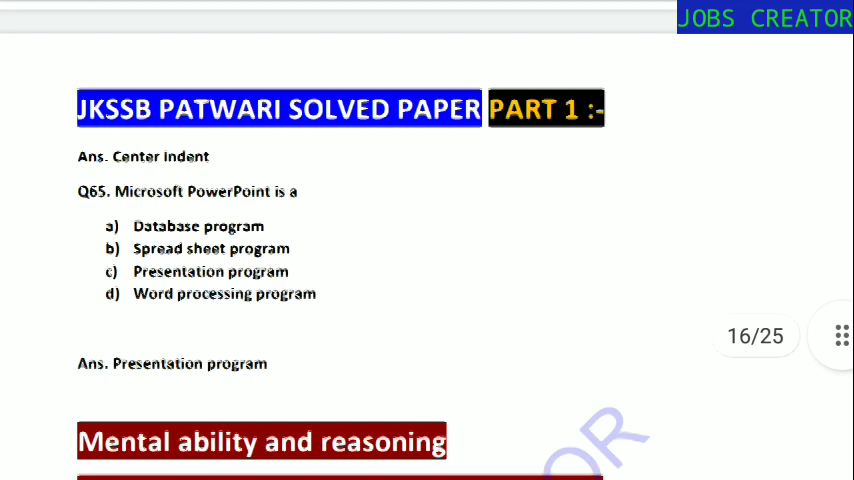 JOBS CREATOR
JKSSB PATWARI SOLVED PAPER PART 1 :-
Ans. Center indent
Q65. Microsoft PowerPoint is a
a) Database program
b) Spread sheet program
c) Presentation program
d) Word processing program
16/25
Ans. Presentation program
Mental ability and reasoning
OR